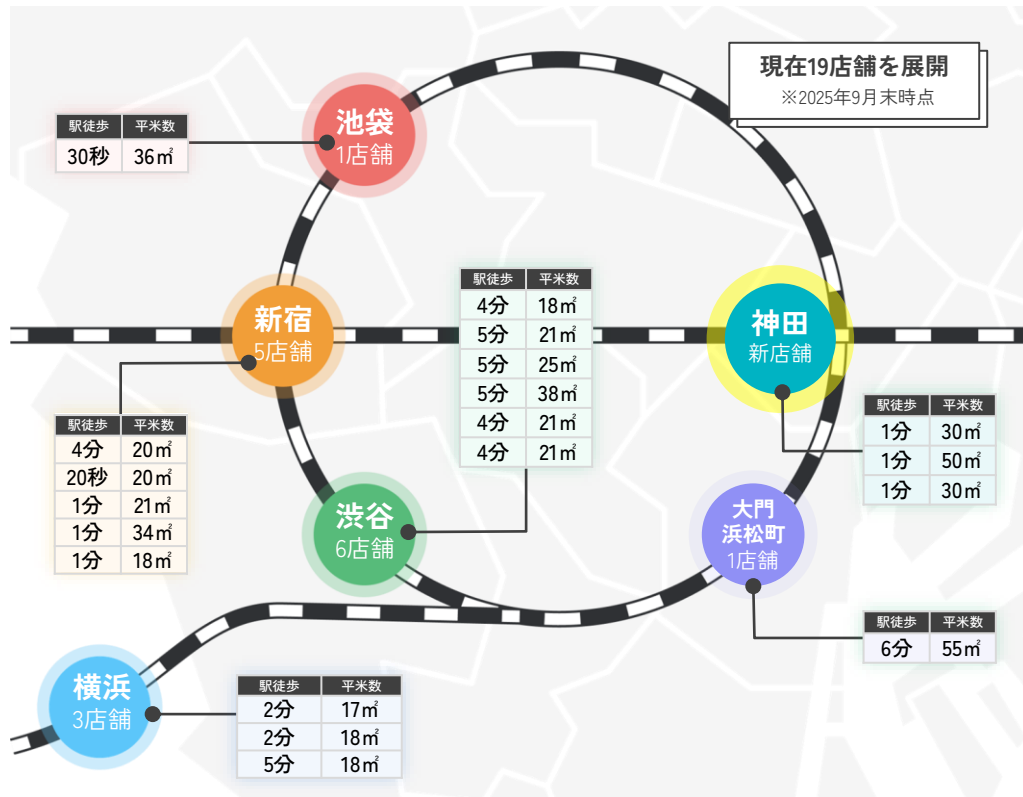 現在19店舗を展開
※2025年9月末時点
池袋
1店舗
駅徒歩 平米数
30秒 36㎡
新宿
5店舗
駅徒歩 平米数
4分 20㎡
20秒 20㎡
1分 21㎡
1分 34㎡
1分 18㎡
駅徒歩 平米数
4分 18㎡
5分 21㎡
5分 25㎡
5分 38㎡
4分 21㎡
4分 21㎡
渋谷
6店舗
神田
新店舗
駅徒歩 平米数
1分 30㎡
1分 50㎡
1分 30㎡
大門
浜松町
1店舗
駅徒歩 平米数
6分 55㎡
横浜
3店舗
駅徒歩 平米数
2分 17㎡
2分 18㎡
5分 18㎡